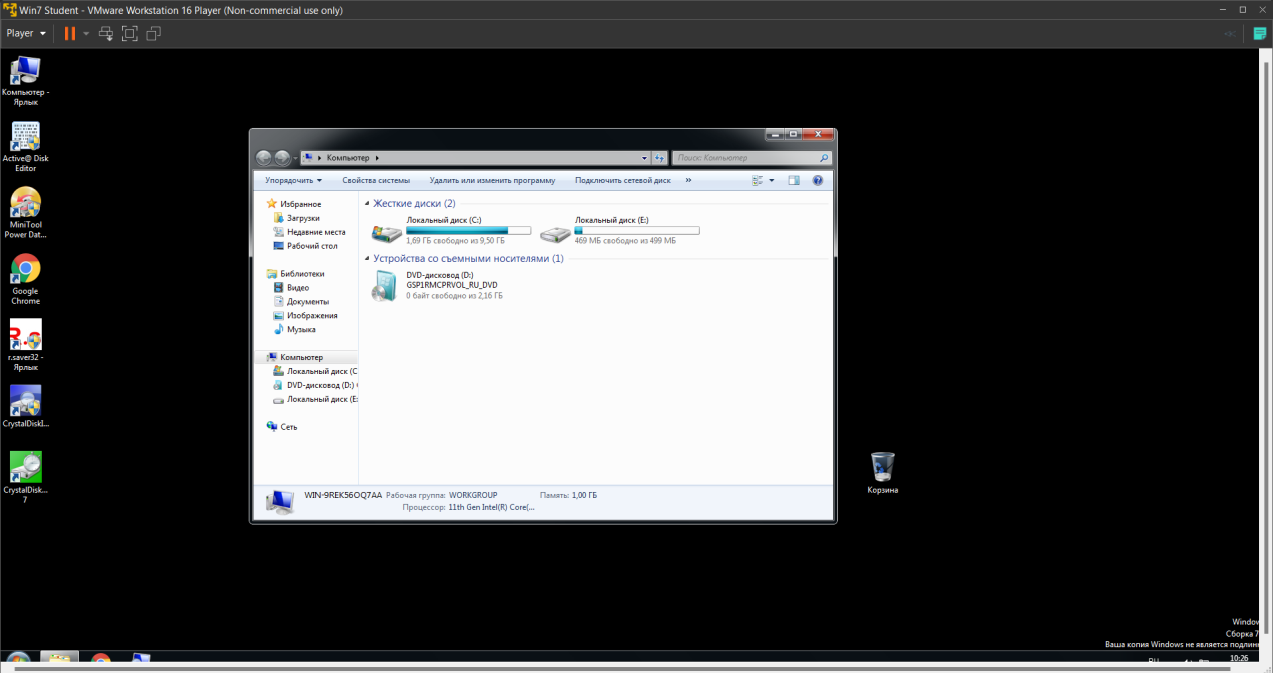 Win7 Student - VMware Workstation 16 Player (Non-commercial use only)
Player
Компьютер -
Ярлык
Active@ Disk
Editor
MiniTool
Power Dat...
Google
Chrome
r.saver32 -
Ярлык
CrystalDiskI...
CrystalDisk...
7
Компьютер
Поиск: Компьютер
Упорядочить
Свойства системы
Удалить или изменить программу
Подключить сетевой диск
»
Избранное
Загрузки
Недавние места
Рабочий стол
Библиотеки
Видео
Документы
Изображения
Музыка
Компьютер
Локальный диск (C
DVD-дисковод (D:)
Локальный диск (E:
Сеть
Жесткие диски (2)
Локальный диск (C:)
1,69 ГБ свободно из 9,50 ГБ
Локальный диск (E:)
469 МБ свободно из 499 МБ
Устройства со съемными носителями (1)
DVD-дисковод (D:)
GSP1RMCPRVOL_RU_DVD
0 байт свободно из 2,16 ГБ
WIN-9REK56OQ7AA Рабочая группа: WORKGROUP Память: 1,00 ГБ
Процессор: 11th Gen Intel(R) Core(...
Корзина
Window
Сборка 7
Ваша копия Windows не является подлинн
RU
10:26